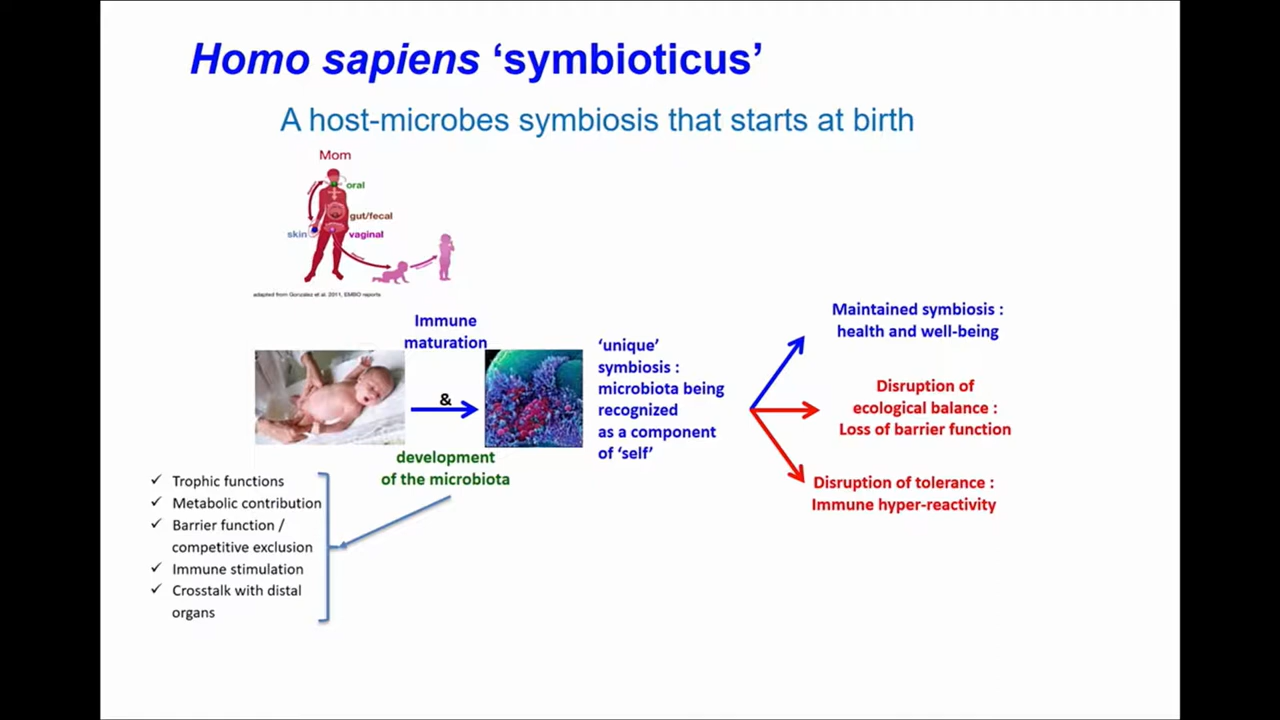 Homo sapiens ‘symbioticus’
A host-microbes symbiosis that starts at birth
Mom
oral
gut/fecal
skin
vaginal
adapted from González et al. 2011, EMBO reports
Immune
maturation
&
development
of the microbiota
‘unique’
symbiosis :
microbiota being
recognized
as a component
of ‘self’
Maintained symbiosis :
health and well-being
Disruption of
ecological balance :
Loss of barrier function
Disruption of tolerance :
Immune hyper-reactivity
✓ Trophic functions
✓ Metabolic contribution
✓ Barrier function /
competitive exclusion
✓ Immune stimulation
✓ Crosstalk with distal
organs